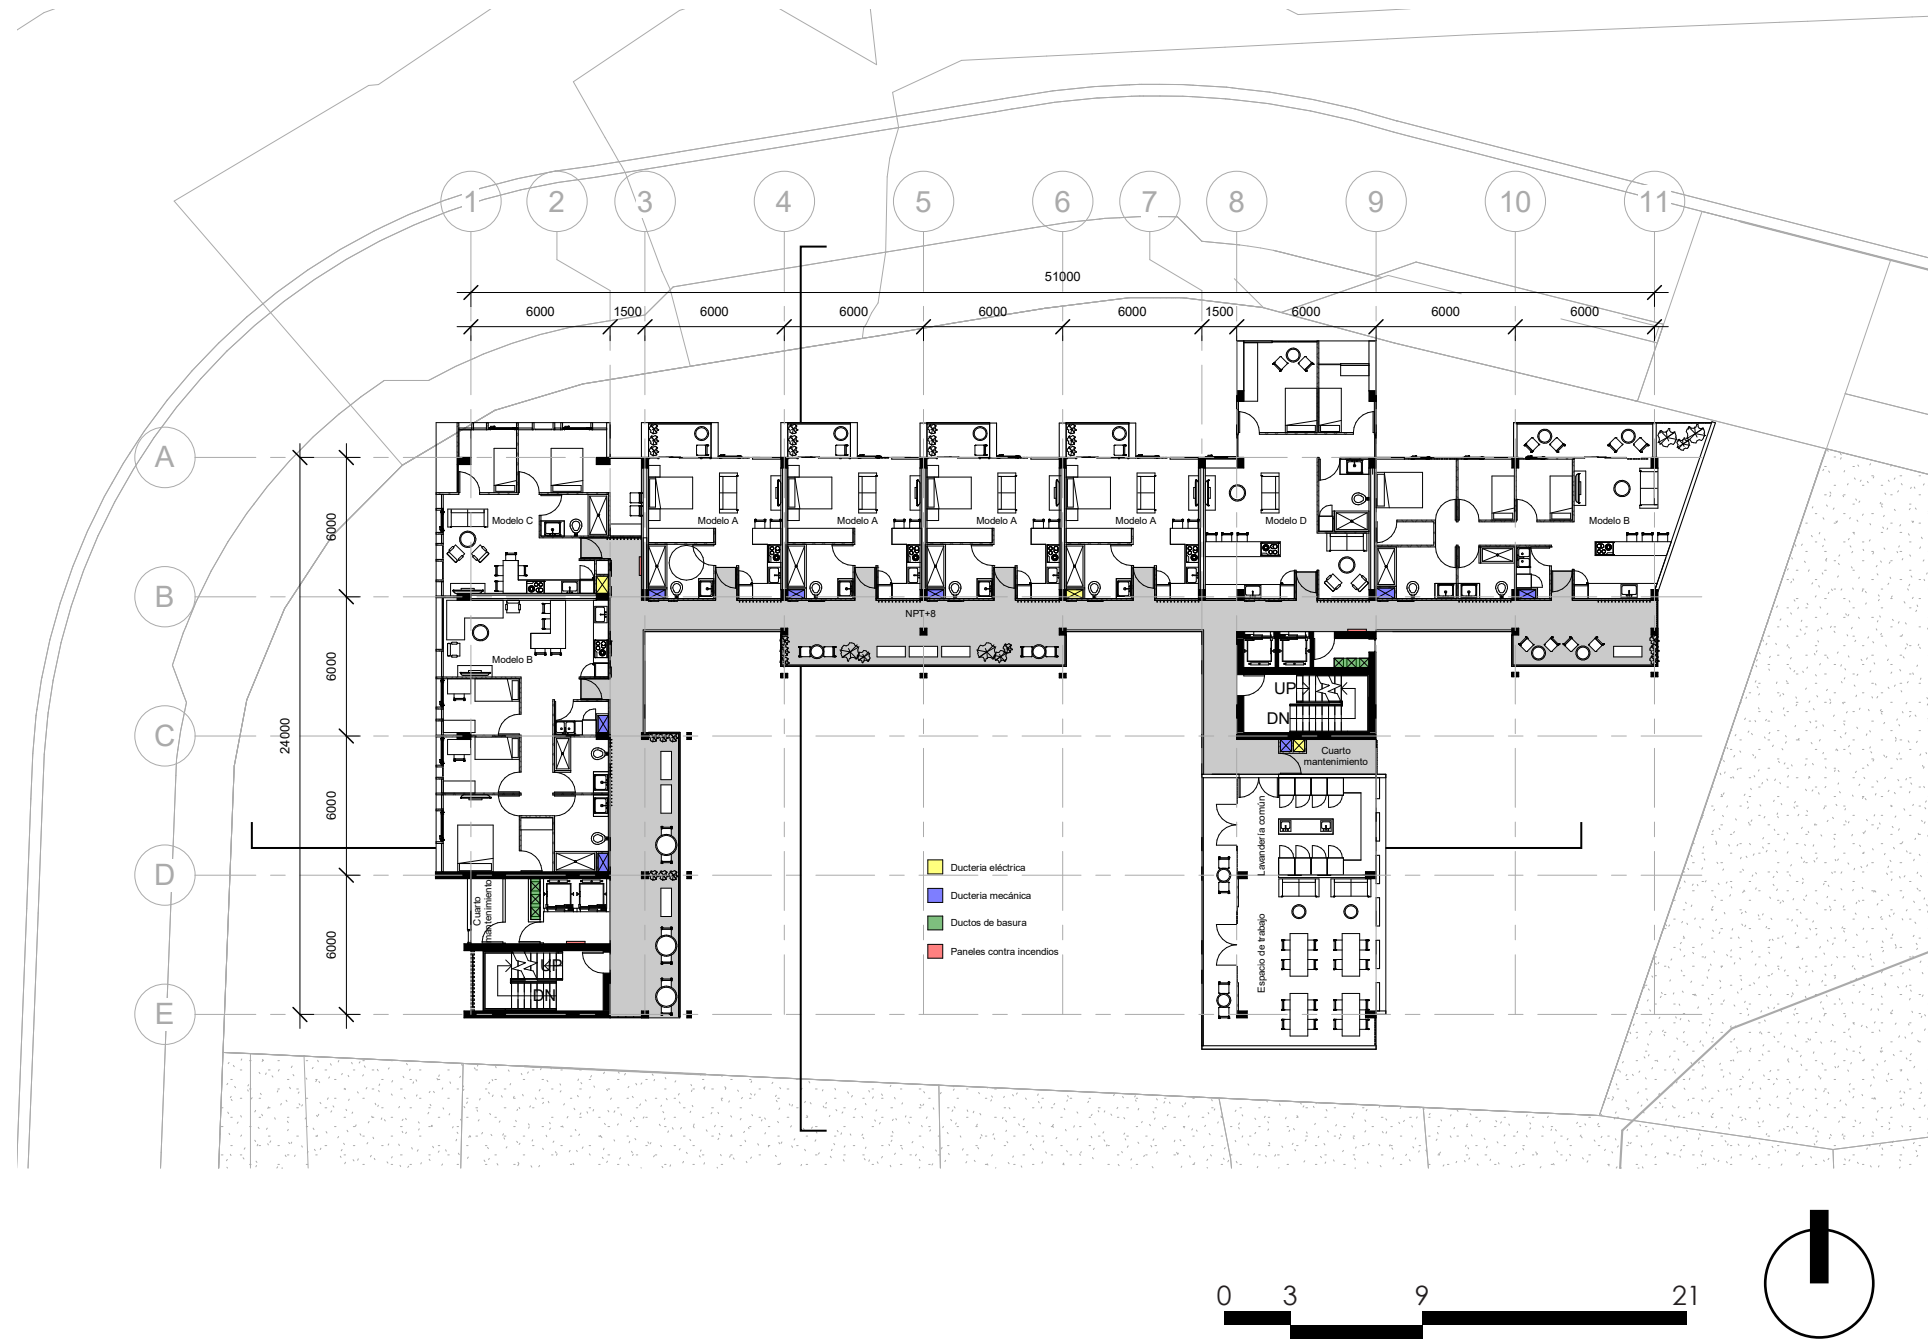 1 2 3 4 5 6 7 8 9 10 11
51000
6000 1500 6000 6000 6000 6000 1500 6000 6000 6000
A
B
C
D
E
24000
6000
6000
6000
6000
Modelo C
Modelo A
Modelo A
Modelo A
Modelo A
Modelo D
Modelo B
NPT+8
Modelo B
UP
DN
Cuarto
mantenimiento
Lavandería común
Espacio de trabajo
Cuarto
mantenimiento
UP
DN
Ducteria eléctrica
Ducteria mecánica
Ductos de basura
Paneles contra incendios
0 3 9 21